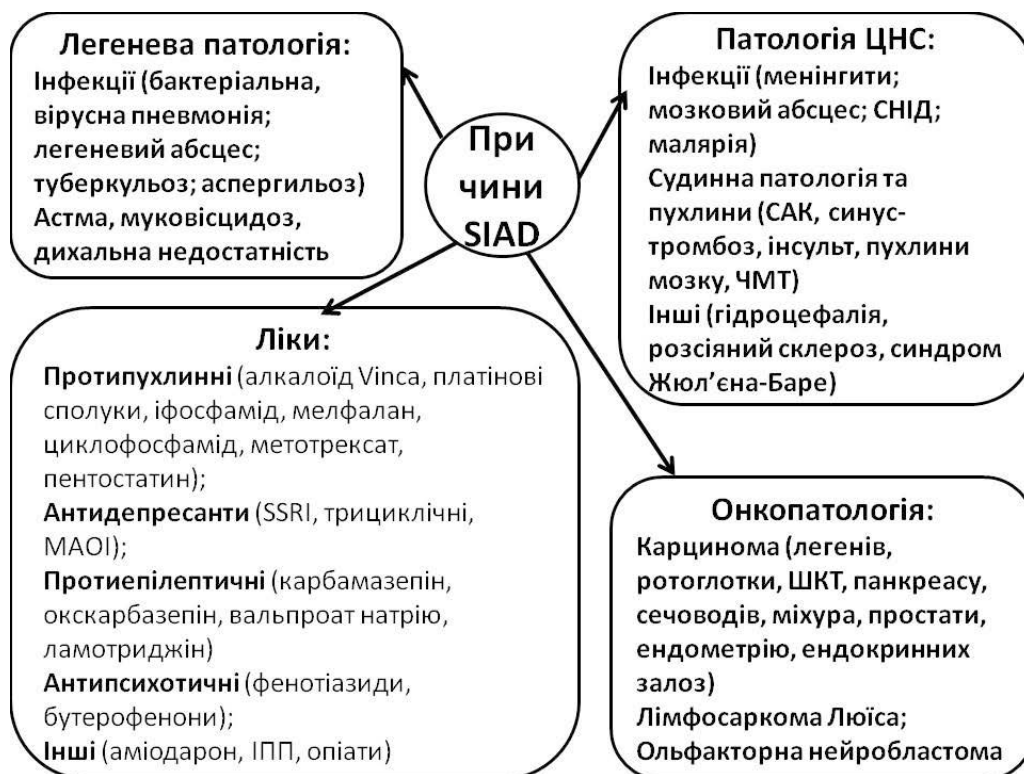 Легенева патологія:
Інфекції (бактеріальна,
вірусна пневмонія;
легеневий абсцес;
туберкульоз; аспергильоз)
Астма, муковісцидоз,
дихальна недостатність
При
чини
SIAD
Патологія ЦНС:
Інфекції (менінгити;
мозковий абсцес; СНІД;
малярія)
Судинна патологія та
пухлини (САК, синус-
тромбоз, інсульт, пухлини
мозку, ЧМТ)
Інші (гідроцефалія,
розсіяний склероз, синдром
Жюл’єна-Баре)
Ліки:
Протипухлинні (алкалоїд Vinca, платінові
сполуки, іфосфамід, мелфалан,
циклофосфамід, метотрексат,
пентостатин);
Антидепресанти (SSRI, трициклічні,
MAOI);
Протиепілептичні (карбамазепін,
окскарбазепін, вальпроат натрію,
ламотриджін)
Антипсихотичні (фенотіазиди,
бутерофенони);
Інші (аміодарон, ІПП, опіати)
Онкопатологія:
Карцинома (легенів,
ротоглотки, ШКТ, панкреасу,
сечоводів, міхура, простати,
ендометрію, ендокринних
залоз)
Лімфосаркома Люїса;
Ольфакторна нейробластома